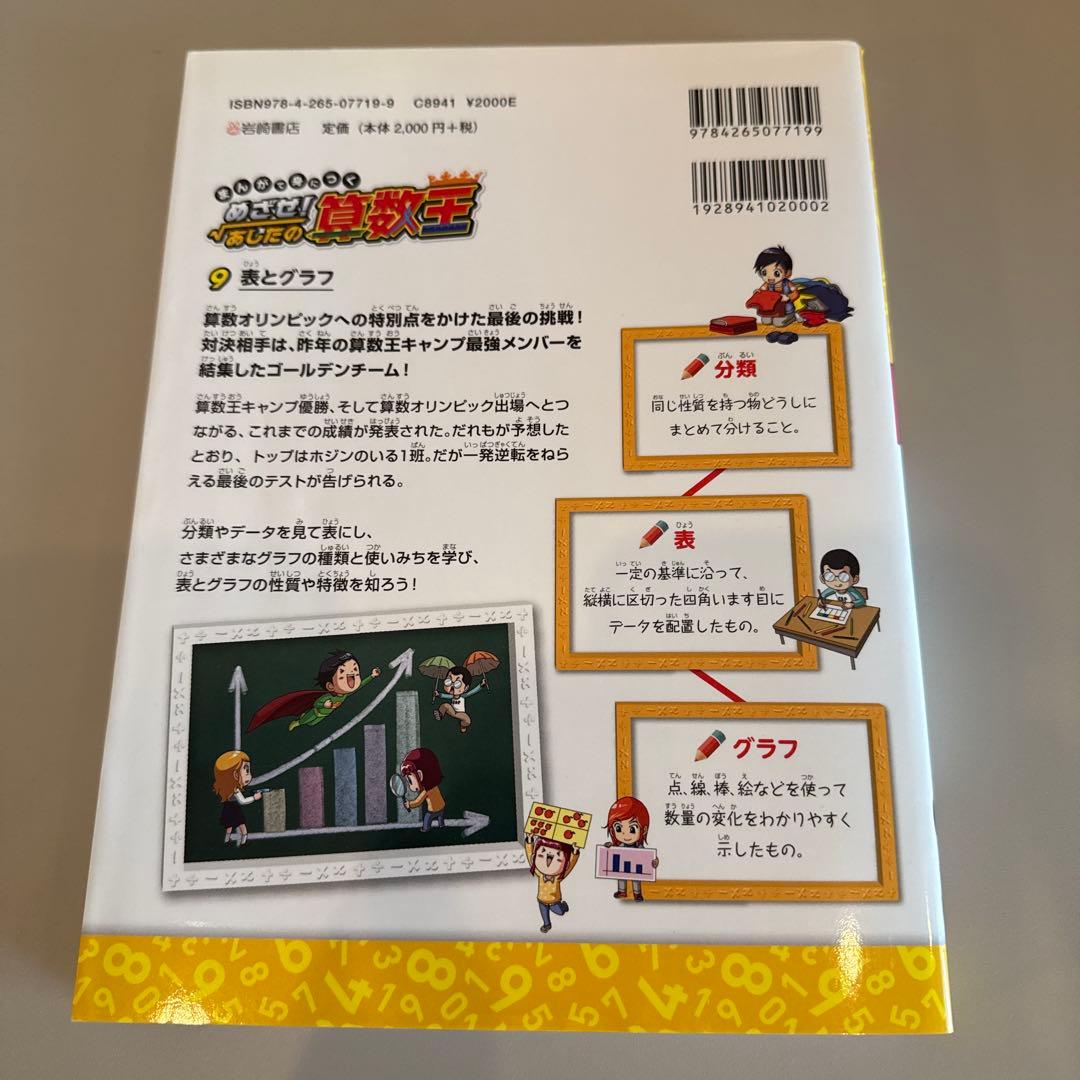 ISBN978-4-265-07719-9 C8941 ¥2000E
岩崎書店 定価（本体2,000円＋税）
9784265077199
1928941020002
まんがで身につく
めざせ！
あしたの
算数王
9 表とグラフ
算数オリンピックへの特別点をかけた最後の挑戦！
対決相手は、昨年の算数王キャンプ最強メンバーを
結集したゴールデンチーム！
算数王キャンプ優勝、そして算数オリンピック出場へとつ
ながる、これまでの成績が発表された。だれもが予想した
とおり、トップはホジンのいる1班。だが一発逆転をねら
える最後のテストが告げられる。
分類やデータを見て表にし、
さまざまなグラフの種類と使いみちを学び、
表とグラフの性質や特徴を知ろう！
分類
同じ性質を持つ物どうしに
まとめて分けること。
表
一定の基準に沿って、
縦横に区切った四角います目に
データを配置したもの。
グラフ
点、線、棒、絵などを使って
数量の変化をわかりやすく
示したもの。